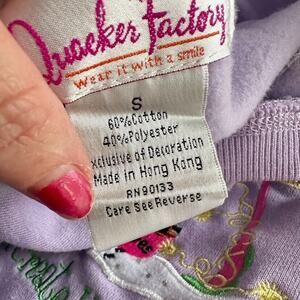 Quacker Factory
Wear it with a smile
S
60%Cotton
40%Polyester
xclusive of Decoration
Made in Hong Kong
RN90133
Care See Reverse